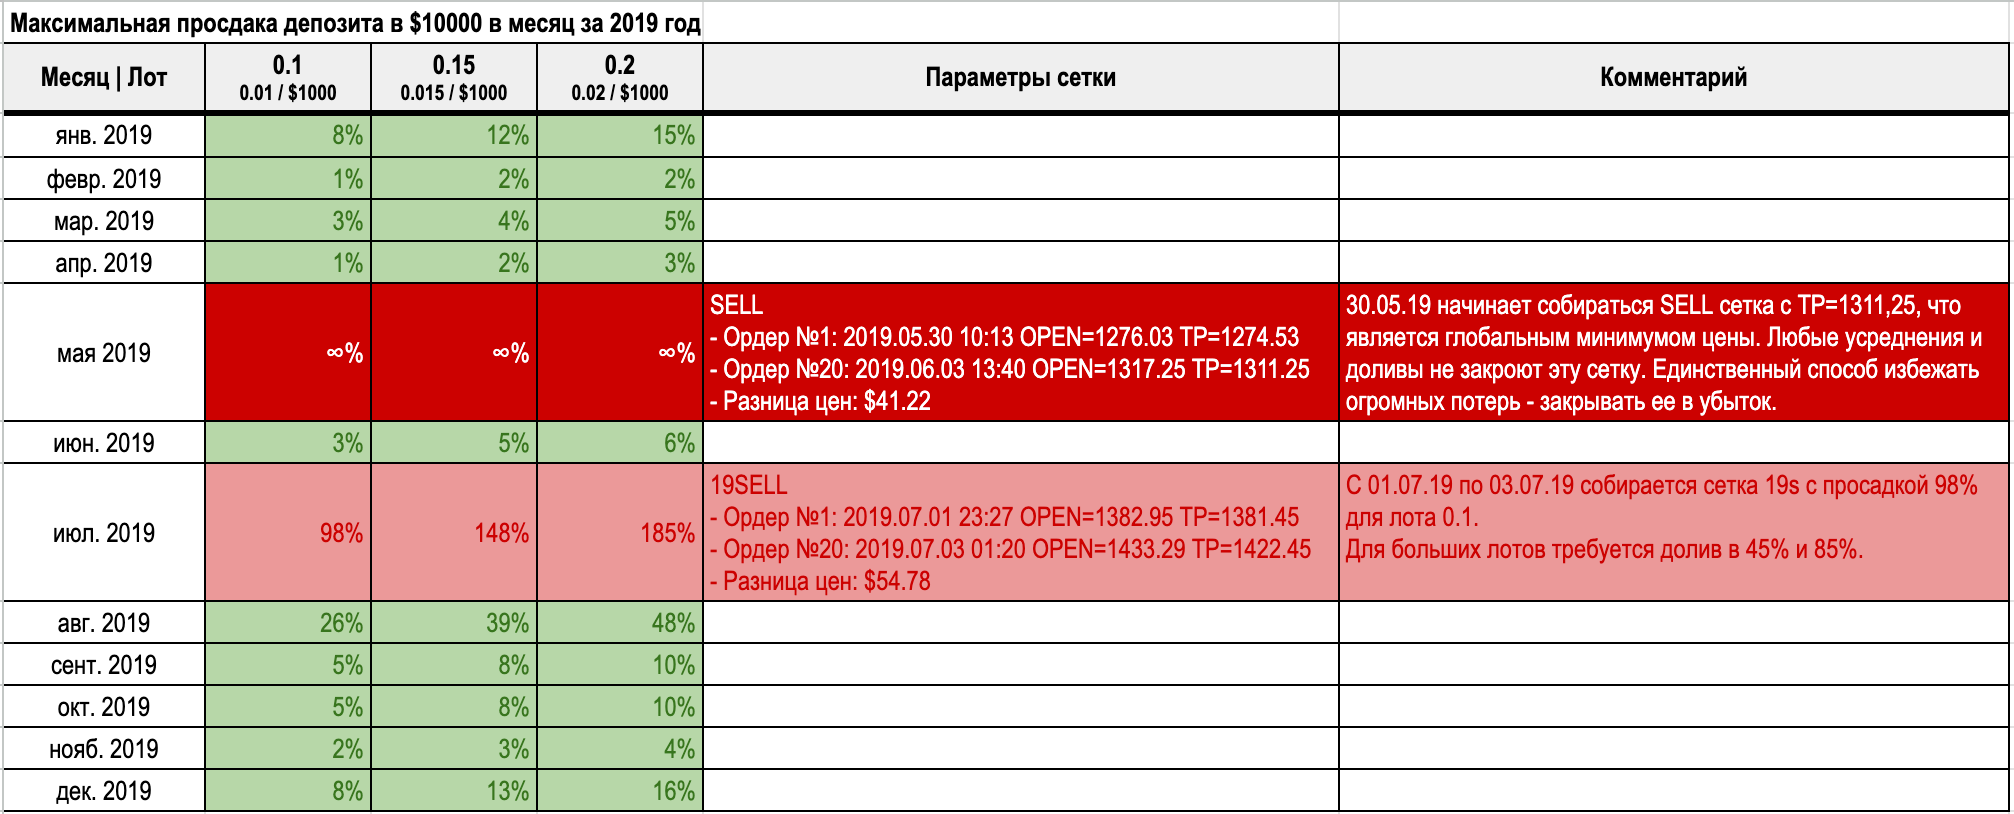 Максимальная просдака депозита в $10000 в месяц за 2019 год
Месяц | Лот 0.1 0.15 0.2 Параметры сетки Комментарий
0.01 / $1000 0.015 / $1000 0.02 / $1000
янв. 2019 8% 12% 15%
февр. 2019 1% 2% 2%
мар. 2019 3% 4% 5%
апр. 2019 1% 2% 3%
мая 2019 ∞% ∞% ∞%
SELL
- Ордер №1: 2019.05.30 10:13 OPEN=1276.03 TP=1274.53
- Ордер №20: 2019.06.03 13:40 OPEN=1317.25 TP=1311.25
- Разница цен: $41.22
30.05.19 начинает собираться SELL сетка с TP=1311,25, что
является глобальным минимумом цены. Любые усреднения и
доливы не закроют эту сетку. Единственный способ избежать
огромных потерь - закрывать ее в убыток.
июн. 2019 3% 5% 6%
июл. 2019 98% 148% 185%
19SELL
- Ордер №1: 2019.07.01 23:27 OPEN=1382.95 TP=1381.45
- Ордер №20: 2019.07.03 01:20 OPEN=1433.29 TP=1422.45
- Разница цен: $54.78
С 01.07.19 по 03.07.19 собирается сетка 19s с просадкой 98%
для лота 0.1.
Для больших лотов требуется долив в 45% и 85%.
авг. 2019 26% 39% 48%
сент. 2019 5% 8% 10%
окт. 2019 5% 8% 10%
нояб. 2019 2% 3% 4%
дек. 2019 8% 13% 16%